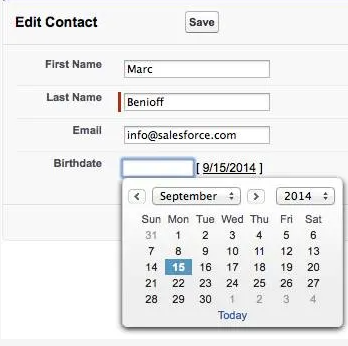 Edit Contact Save
First Name Marc
Last Name Benioff
Email info@salesforce.com
Birthdate [ 9/15/2014 ]
September 2014
Sun Mon Tue Wed Thu Fri Sat
31 1 2 3 4 5 6
7 8 9 10 11 12 13
14 15 16 17 18 19 20
21 22 23 24 25 26 27
28 29 30 1 2 3 4
Today